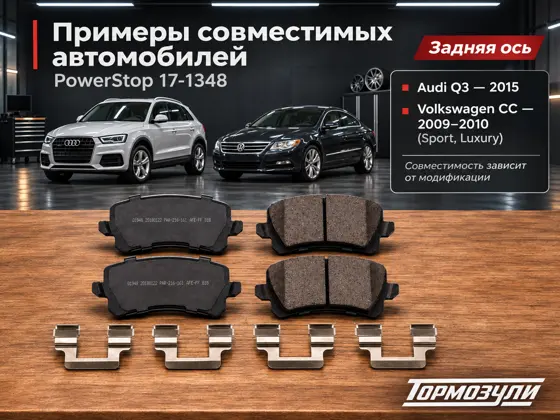 Примеры совместимых
автомобилей
PowerStop 17-1348
Задняя ось
Audi Q3 — 2015
Volkswagen CC —
2009–2010
(Sport, Luxury)
Совместимость зависит
от модификации
ТОРМОЗУЛИ